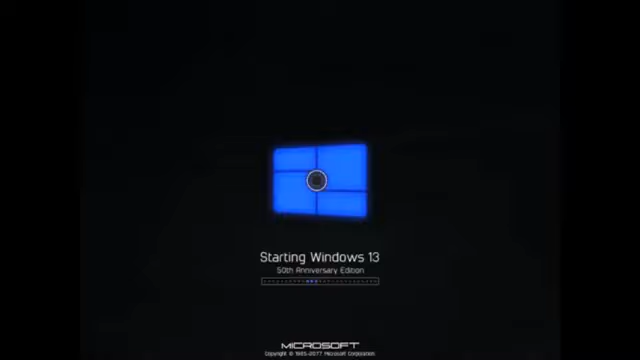 Starting Windows 13
50th Anniversary Edition
MICROSOFT
Copyright © 1985-2077 Microsoft Corporation.